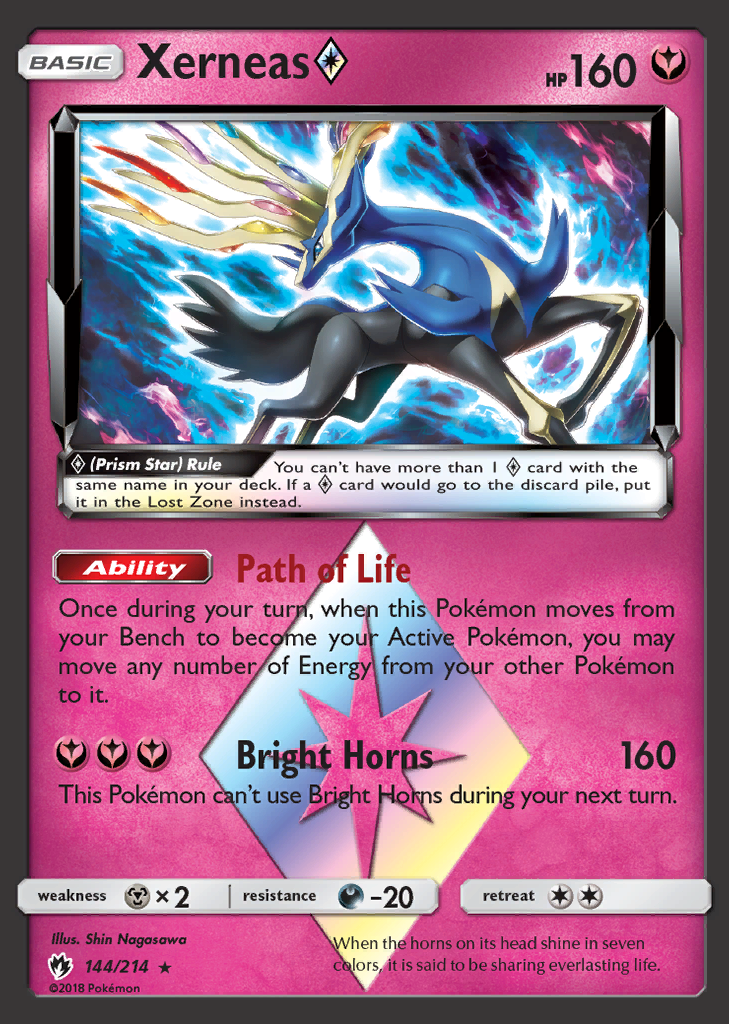 BASIC Xerneas HP 160
(Prism Star) Rule You can't have more than 1 card with the
same name in your deck. If a card would go to the discard pile, put
it in the Lost Zone instead.
Ability Path of Life
Once during your turn, when this Pokémon moves from
your Bench to become your Active Pokémon, you may
move any number of Energy from your other Pokémon
to it.
Bright Horns 160
This Pokémon can't use Bright Horns during your next turn.
weakness ×2 resistance -20 retreat
Illus. Shin Nagasawa
144/214 ★
©2018 Pokémon
When the horns on its head shine in seven
colors, it is said to be sharing everlasting life.